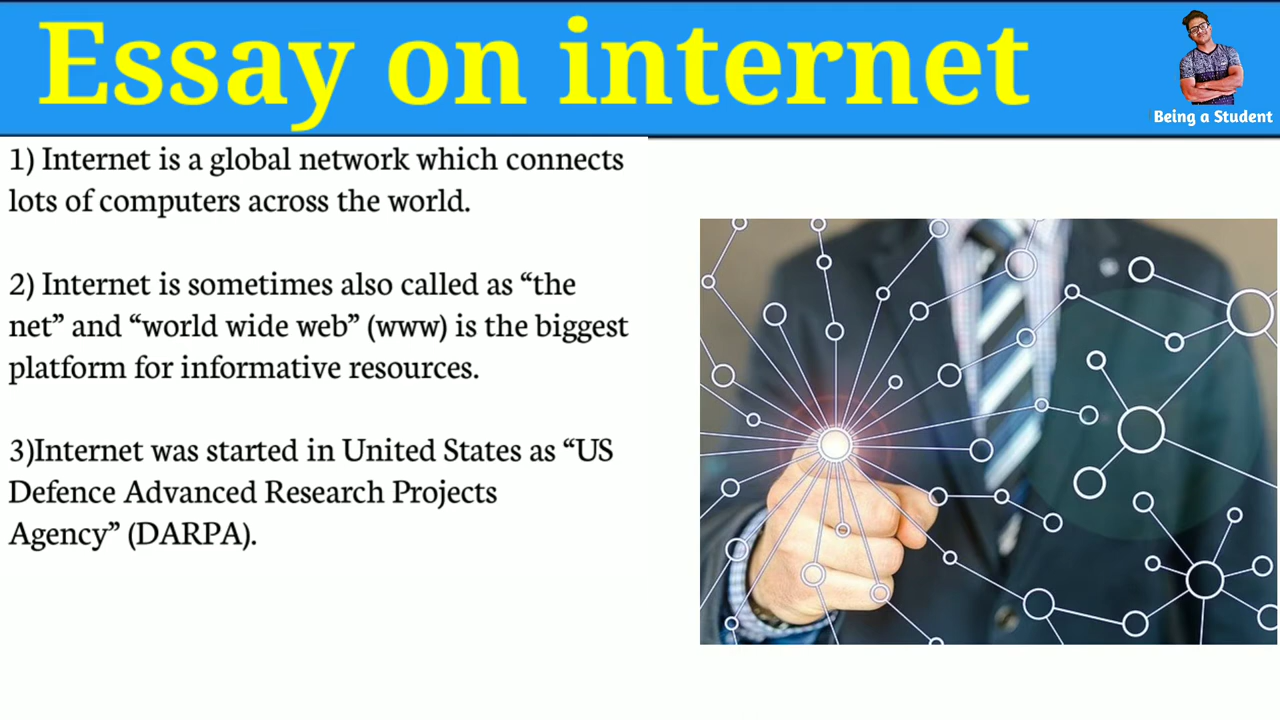 Essay on internet
Being a Student
1) Internet is a global network which connects
lots of computers across the world.
2) Internet is sometimes also called as “the
net” and “world wide web” (www) is the biggest
platform for informative resources.
3)Internet was started in United States as “US
Defence Advanced Research Projects
Agency” (DARPA).